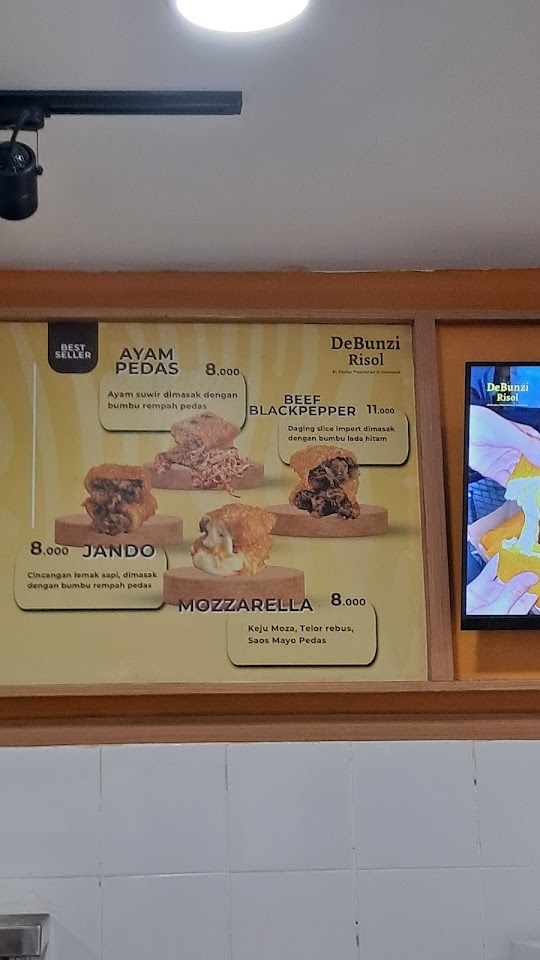 BEST
SELLER
AYAM
PEDAS
8.000
Ayam suwir dimasak dengan
bumbu rempah pedas
DeBunzi
Risol
BEEF
BLACKPEPPER
11.000
Daging slice import dimasak
dengan bumbu lada hitam
8.000 JANDO
Cincangan lemak sapi, dimasak
dengan bumbu rempah pedas
MOZZARELLA
8.000
Keju Moza, Telor rebus,
Saos Mayo Pedas
DeBunzi
Risol